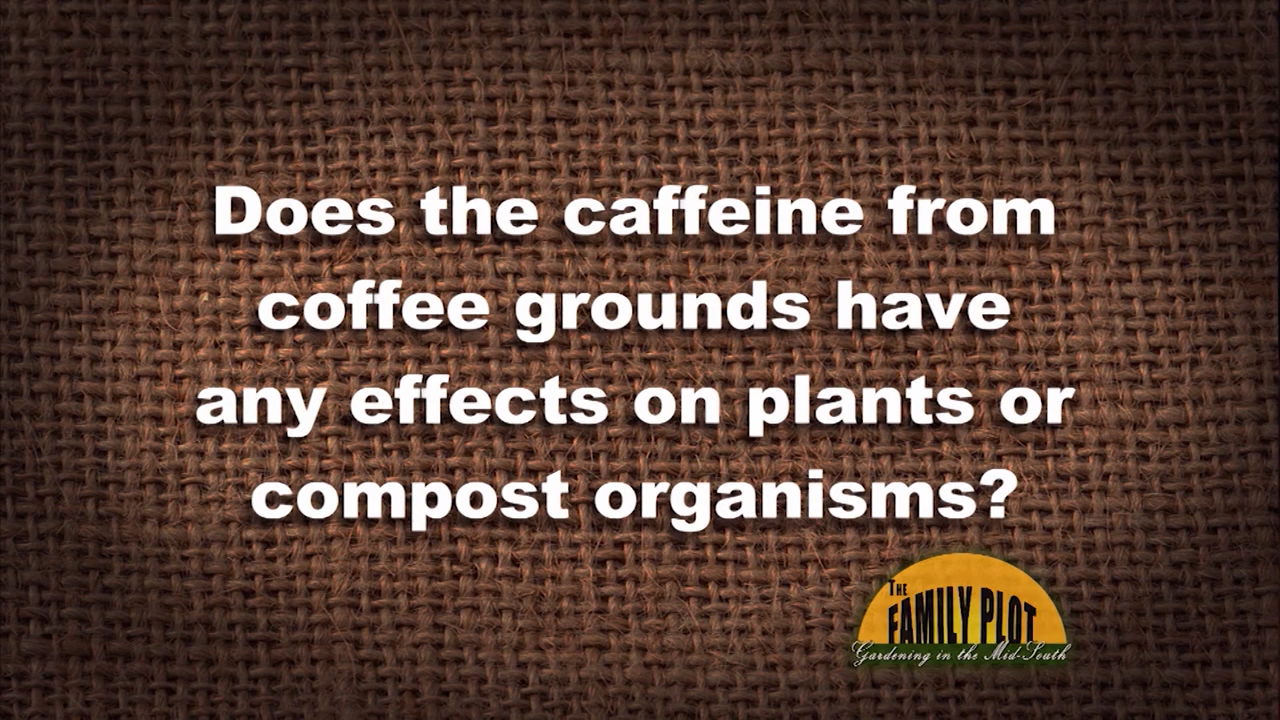 Does the caffeine from
coffee grounds have
any effects on plants or
compost organisms?
THE
FAMILY PLOT
Gardening in the Mid-South